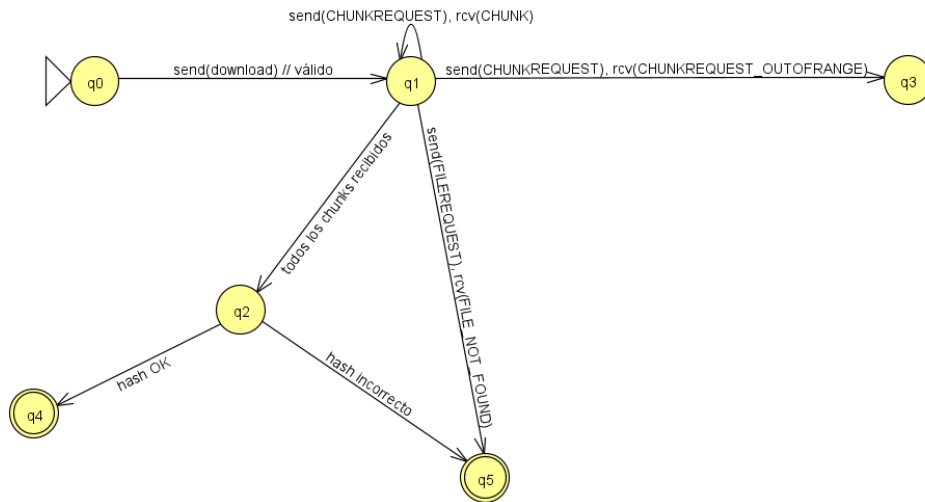 send(CHUNKREQUEST), rcv(CHUNK)
q0
send(download) // válido
q1
send(CHUNKREQUEST), rcv(CHUNKREQUEST_OUTOFRANGE)
q3
todos los chunks recibidos
send(FILEREQUEST), rcv(FILE_NOT_FOUND)
q2
hash OK
hash incorrecto
q4
q5